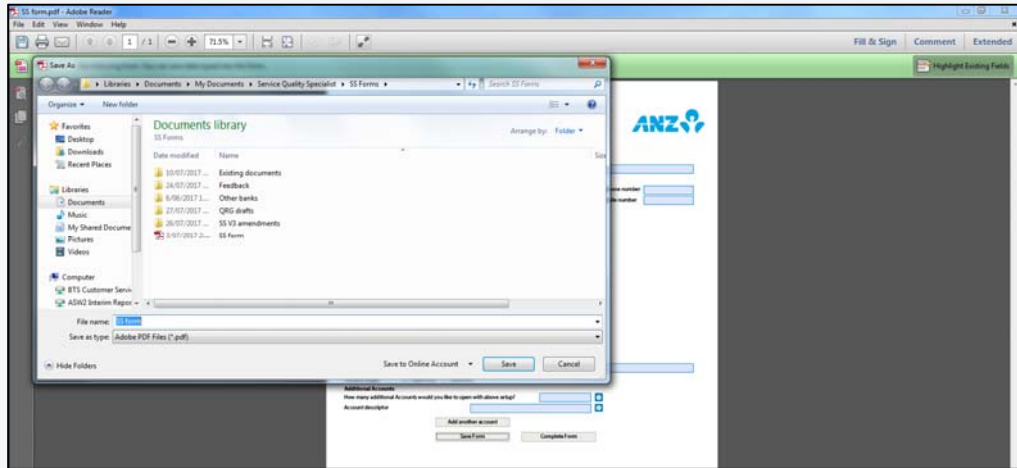 SS form.pdf - Adobe Reader
File Edit View Window Help
1 / 1 71.5% Fill & Sign Comment Extended
Save As
Highlight Existing Fields
Libraries Documents My Documents Service Quality Specialist SS Forms Search SS Forms
Organize New folder
Favorites
Desktop
Downloads
Recent Places
Libraries
Documents
Music
My Shared Docume
Pictures
Videos
Computer
BTS Customer Servi
ASW2 Interim Repor
Documents library
SS Forms
Arrange by: Folder
Date modified Name Size
10/07/2017 ... Existing documents
24/07/2017 ... Feedback
6/06/2017 1... Other banks
27/07/2017 ... QRG drafts
26/07/2017 ... SS V3 amendments
3/07/2017 2:... SS form
File name: SS Form
Save as type: Adobe PDF Files (*.pdf)
Hide Folders Save to Online Account Save Cancel
ANZ
number
number
Additional Accounts
How many additional Accounts would you like to open with above setup?
Account descriptor
Add another account
Save Form Complete Form